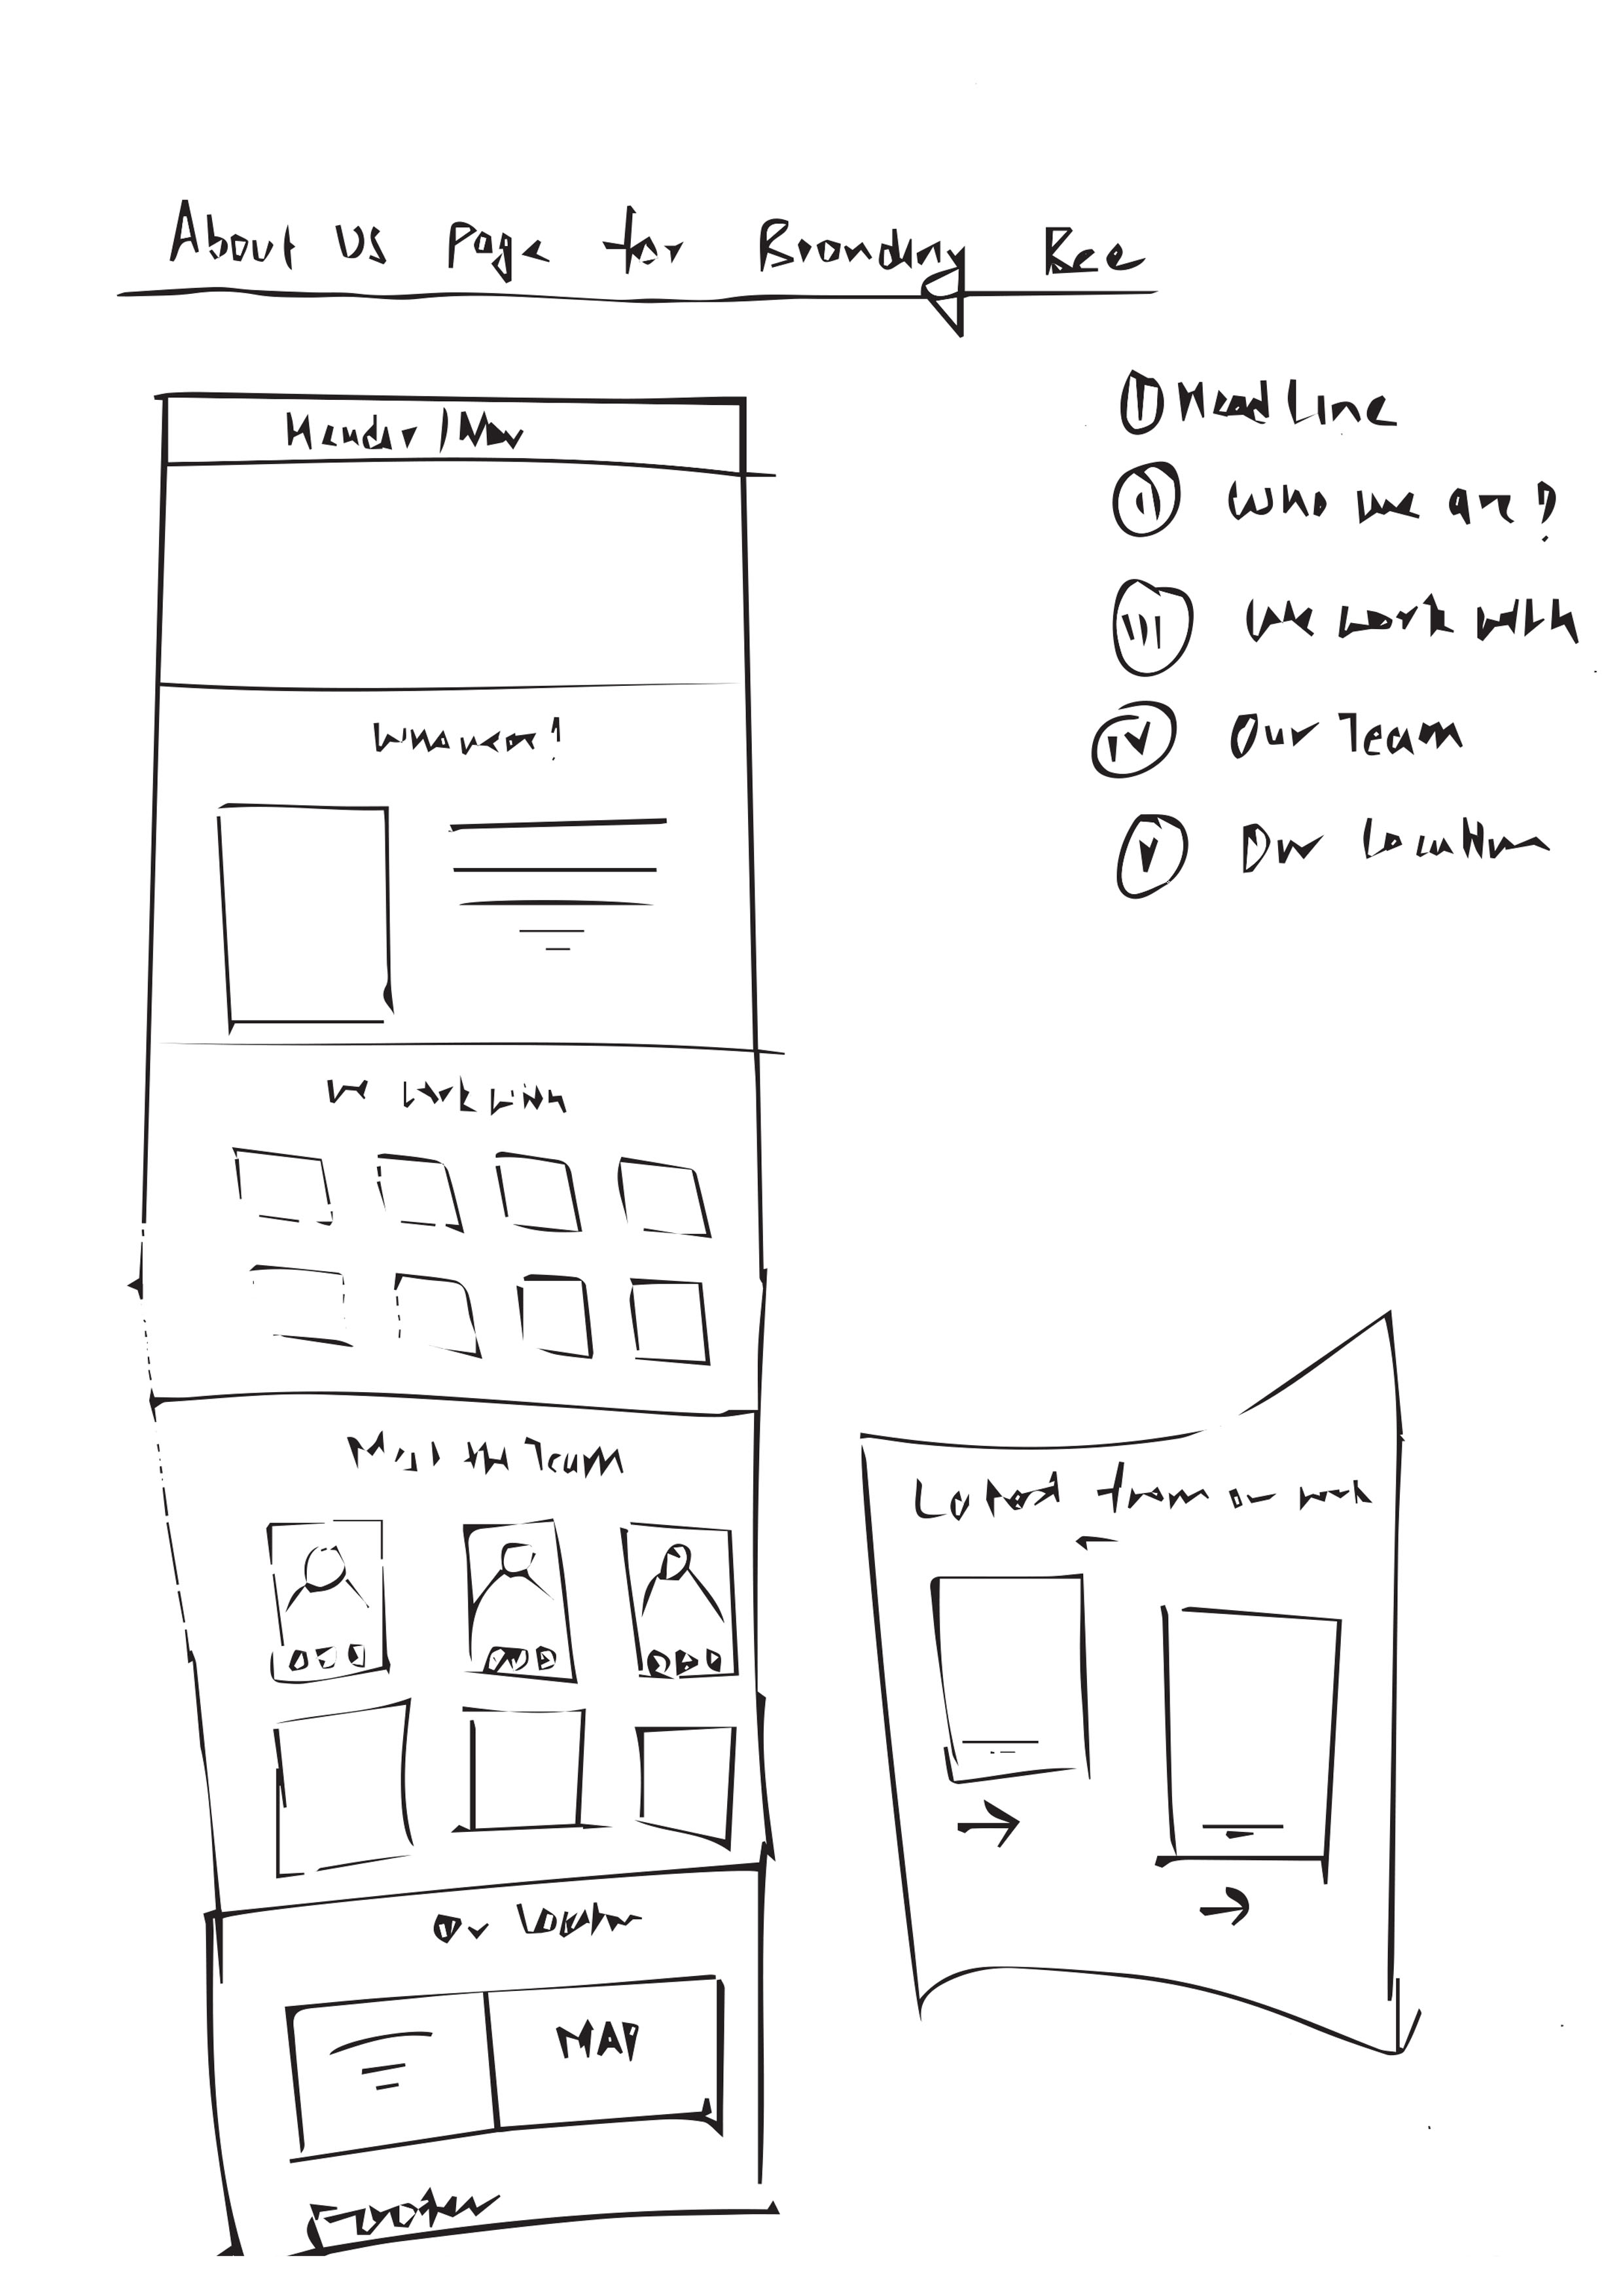 About Us Page for Branding Bee
Header / Nav
Who we are?
We work with
Meet the Team
Our Location
MAP
Footer
I Headline
II Who we are?
III We work with
IV Our Team
V Our Location
Latest from our work